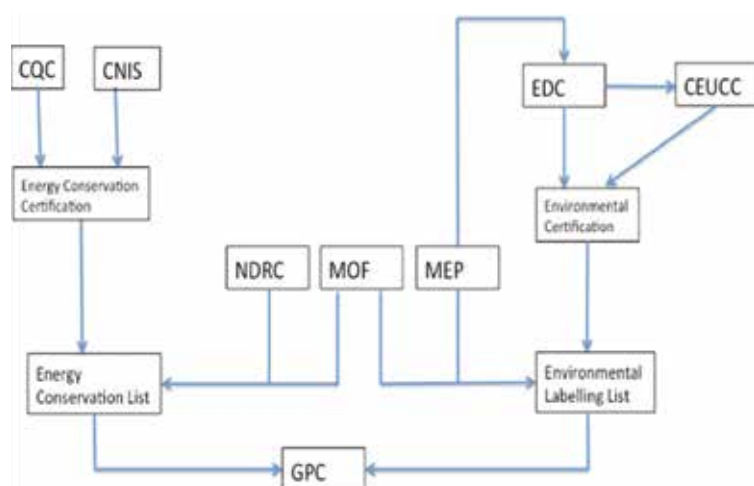 CQC
CNIS
EDC
CEUCC
Energy Conservation
Certification
Environmental
Certification
NDRC
MOF
MEP
Energy
Conservation List
Environmental
Labelling List
GPC